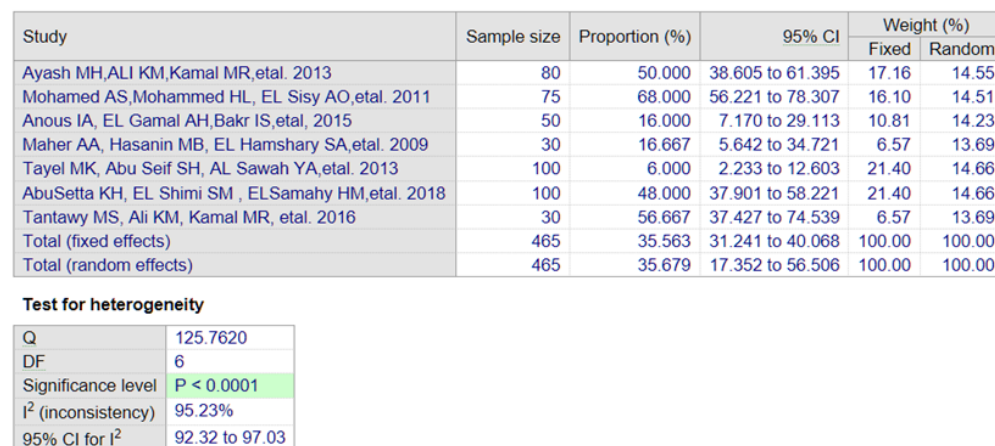 Study Sample size Proportion (%) 95% CI Weight (%)
Fixed Random
Ayash MH,ALI KM,Kamal MR,etal. 2013 80 50.000 38.605 to 61.395 17.16 14.55
Mohamed AS,Mohammed HL, EL Sisy AO,etal. 2011 75 68.000 56.221 to 78.307 16.10 14.51
Anous IA, EL Gamal AH,Bakr IS,etal, 2015 50 16.000 7.170 to 29.113 10.81 14.23
Maher AA, Hasanin MB, EL Hamshary SA,etal. 2009 30 16.667 5.642 to 34.721 6.57 13.69
Tayel MK, Abu Seif SH, AL Sawah YA,etal. 2013 100 6.000 2.233 to 12.603 21.40 14.66
AbuSetta KH, EL Shimi SM , ELSamahy HM,etal. 2018 100 48.000 37.901 to 58.221 21.40 14.66
Tantawy MS, Ali KM, Kamal MR, etal. 2016 30 56.667 37.427 to 74.539 6.57 13.69
Total (fixed effects) 465 35.563 31.241 to 40.068 100.00 100.00
Total (random effects) 465 35.679 17.352 to 56.506 100.00 100.00
Test for heterogeneity
Q 125.7620
DF 6
Significance level P < 0.0001
I² (inconsistency) 95.23%
95% CI for I² 92.32 to 97.03